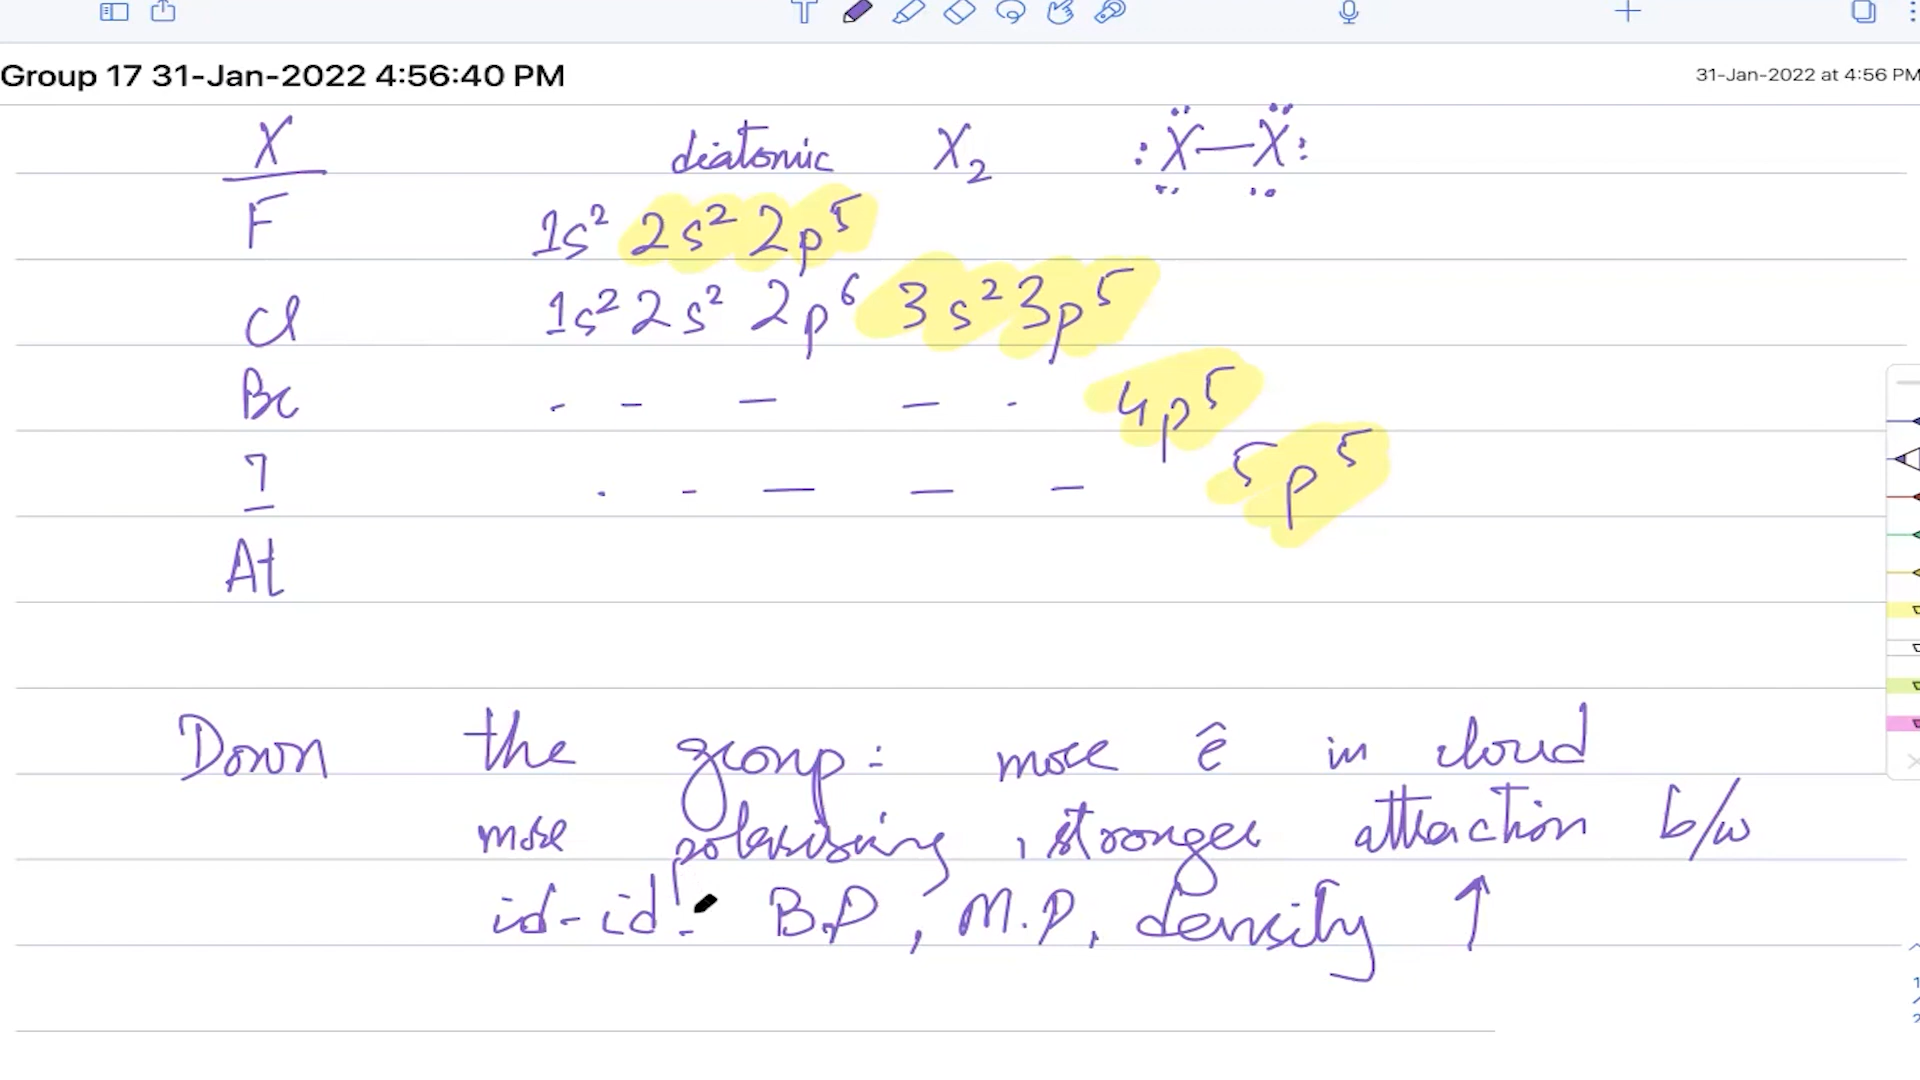 Group 17 31-Jan-2022 4:56:40 PM
31-Jan-2022 at 4:56 PM
X diatomic X₂ :Ẍ—Ẍ:
F 1s² 2s² 2p⁵
Cl 1s² 2s² 2p⁶ 3s² 3p⁵
Br - - - - - 4p⁵
I - - - - - 5p⁵
At
Down the group: more ê in cloud
more polarising, stronger attraction b/w
id-id: B.P, M.P, density ↑